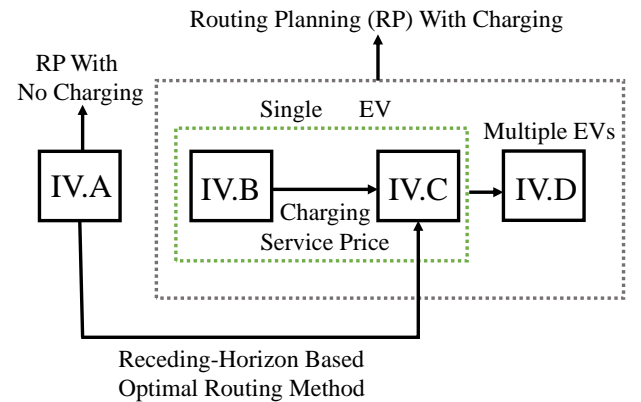 Routing Planning (RP) With Charging
RP With
No Charging
Single EV
Multiple EVs
IV.A
IV.B
IV.C
IV.D
Charging
Service Price
Receding-Horizon Based
Optimal Routing Method